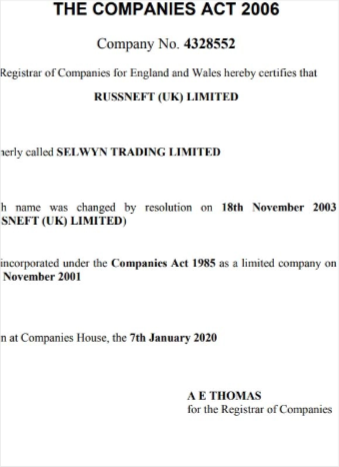 THE COMPANIES ACT 2006
Company No. 4328552
Registrar of Companies for England and Wales hereby certifies that
RUSSNEFT (UK) LIMITED
nerly called SELWYN TRADING LIMITED
h name was changed by resolution on 18th November 2003
SNEFT (UK) LIMITED)
incorporated under the Companies Act 1985 as a limited company on
November 2001
n at Companies House, the 7th January 2020
A E THOMAS
for the Registrar of Companies